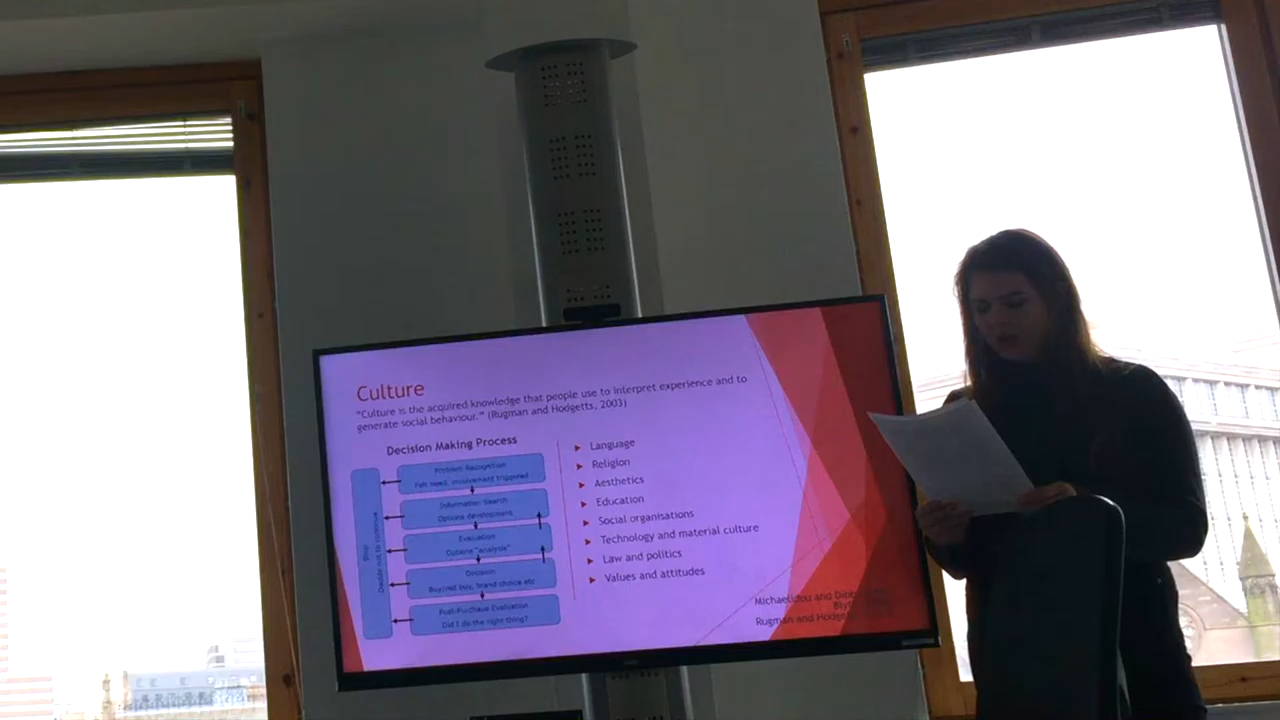 Culture
"Culture is the acquired knowledge that people use to interpret experience and to
generate social behaviour." (Rugman and Hodgetts, 2003)
Decision Making Process
Stop
Decide not to continue
Problem Recognition
Felt need, involvement triggered
Information Search
Options development
Evaluation
Options "analysis"
Decision
Buy/not buy, brand choice etc
Post-Purchase Evaluation
Did I do the right thing?
Language
Religion
Aesthetics
Education
Social organisations
Technology and material culture
Law and politics
Values and attitudes
Michaelidou and
Rugman and